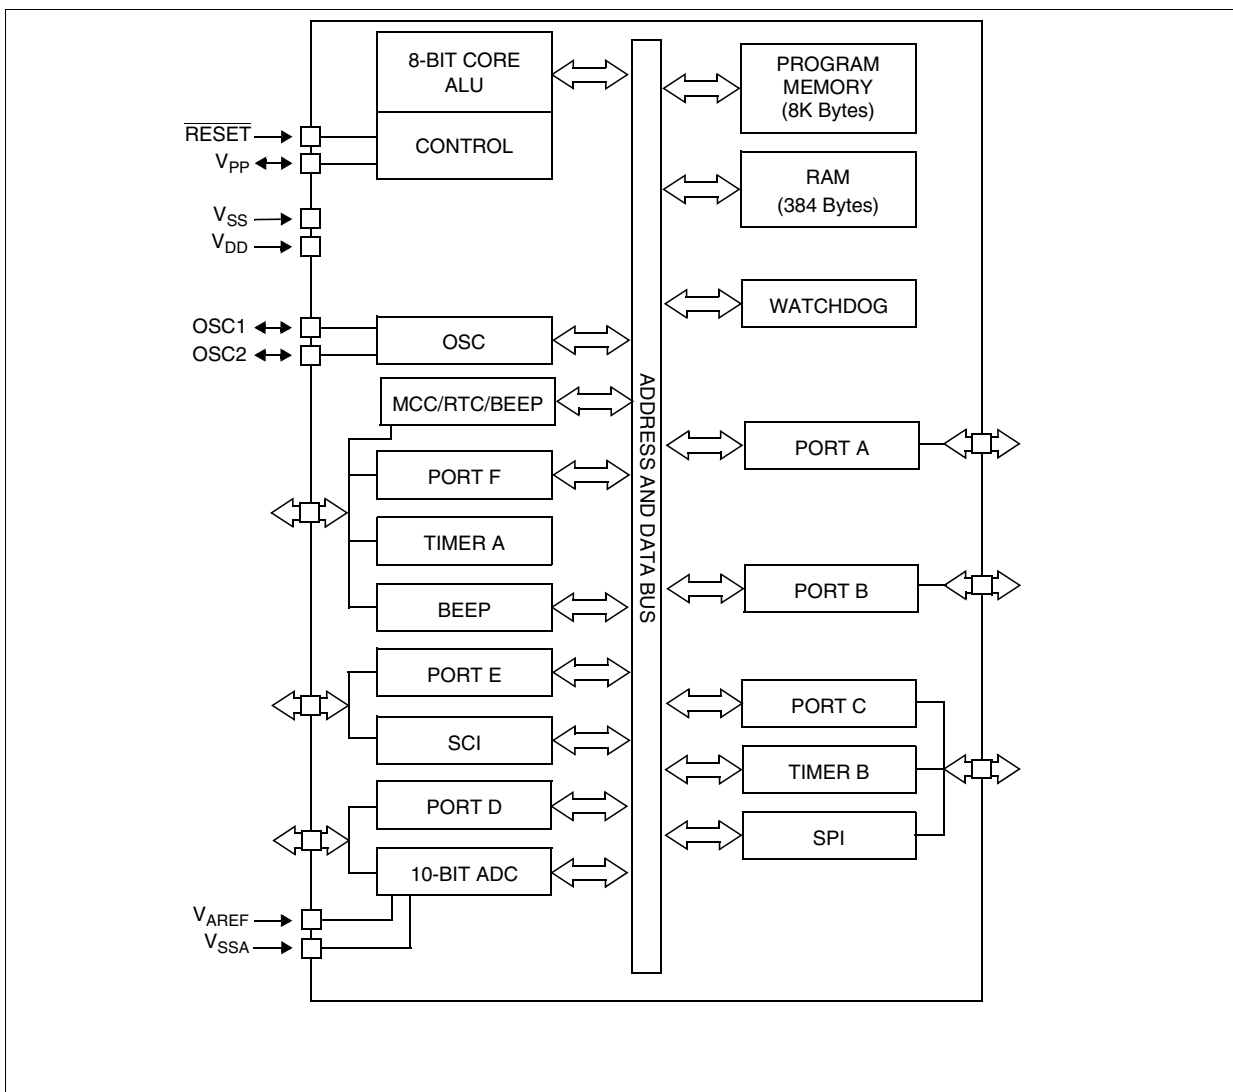 8-BIT CORE
ALU
CONTROL
RESET
VPP
VSS
VDD
OSC1
OSC2
OSC
MCC/RTC/BEEP
PORT F
TIMER A
BEEP
PORT E
SCI
PORT D
10-BIT ADC
VAREF
VSSA
ADDRESS AND DATA BUS
PROGRAM
MEMORY
(8K Bytes)
RAM
(384 Bytes)
WATCHDOG
PORT A
PORT B
PORT C
TIMER B
SPI